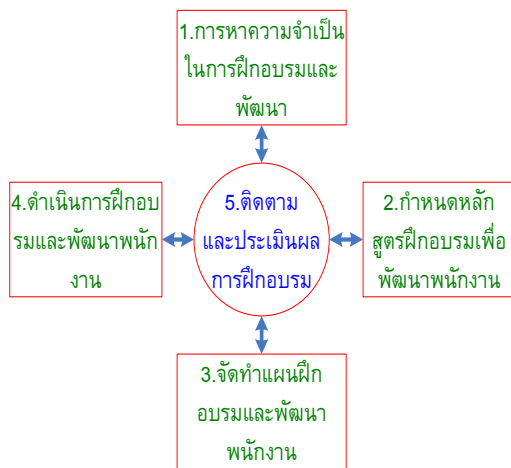 1.การหาความจำเป็น
ในการฝึกอบรมและ
พัฒนา
2.กำหนดหลัก
สูตรฝึกอบรมเพื่อ
พัฒนาพนักงาน
3.จัดทำแผนฝึก
อบรมและพัฒนา
พนักงาน
4.ดำเนินการฝึกอบ
รมและพัฒนาพนัก
งาน
5.ติดตาม
และประเมินผล
การฝึกอบรม